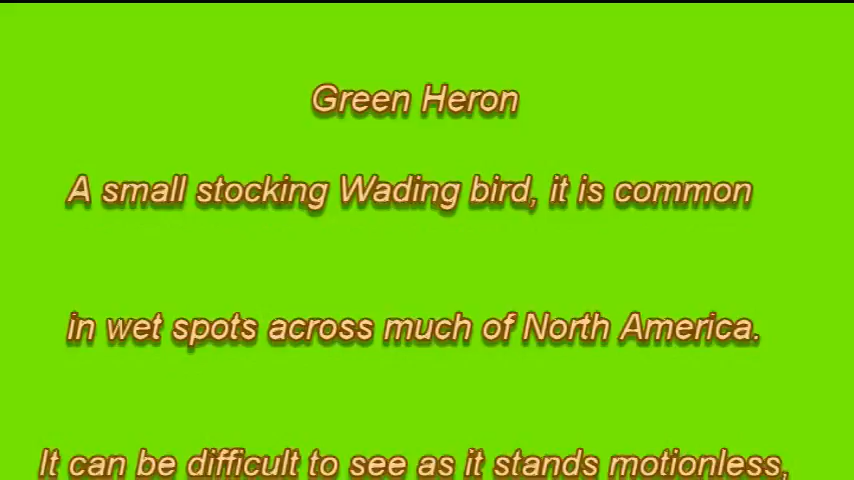 Green Heron
A small stocking Wading bird, it is common
in wet spots across much of North America.
It can be difficult to see as it stands motionless,